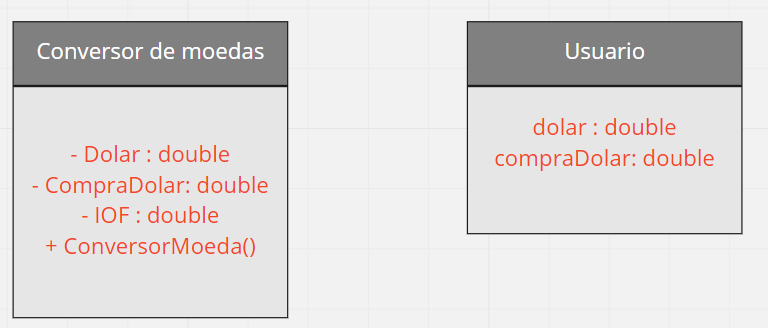 Conversor de moedas
- Dolar : double
- CompraDolar: double
- IOF : double
+ ConversorMoeda()
Usuario
dolar : double
compraDolar: double